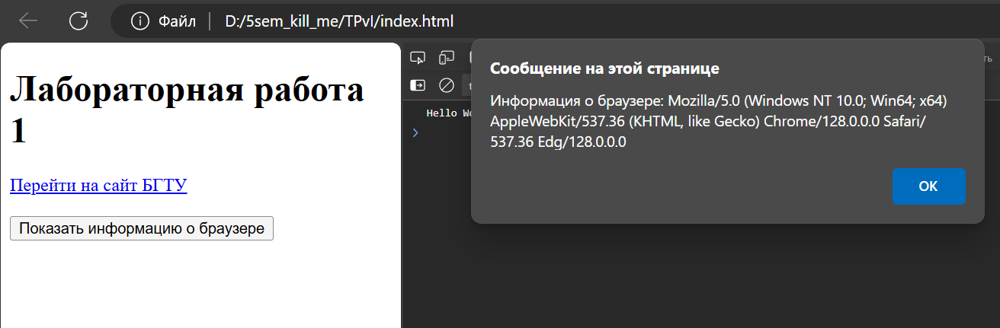 Файл
D:/5sem_kill_me/TPvI/index.html
Лабораторная работа
1
Перейти на сайт БГТУ
Показать информацию о браузере
Hello
Сообщение на этой странице
Информация о браузере: Mozilla/5.0 (Windows NT 10.0; Win64; x64)
AppleWebKit/537.36 (KHTML, like Gecko) Chrome/128.0.0.0 Safari/
537.36 Edg/128.0.0.0
OK